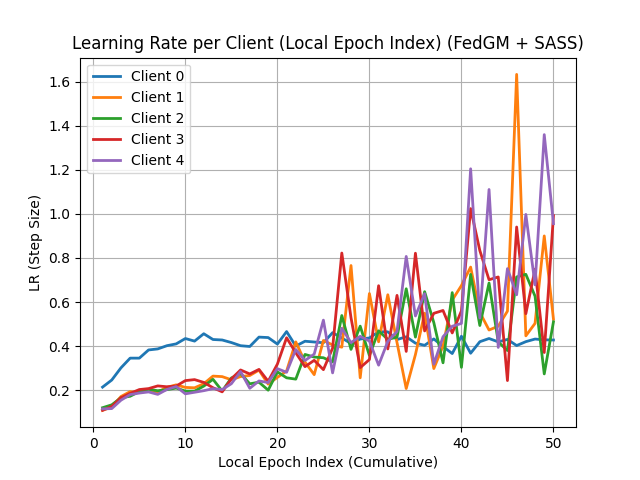 Learning Rate per Client (Local Epoch Index) (FedGM + SASS)
Client 0
Client 1
Client 2
Client 3
Client 4
LR (Step Size)
1.6
1.4
1.2
1.0
0.8
0.6
0.4
0.2
0 10 20 30 40 50
Local Epoch Index (Cumulative)